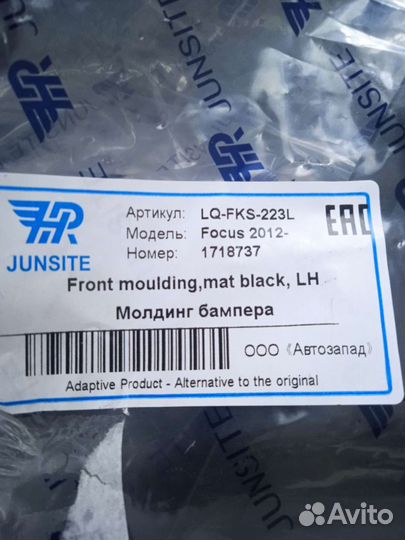 JUNSITE
JUNSITE
JUNSITE
Артикул: LQ-FKS-223L
Модель: Focus 2012-
Номер: 1718737
EAC
Front moulding,mat black, LH
Молдинг бампера
ООО «Автозапад»
Adaptive Product - Alternative to the original
JUNSITE
Avito